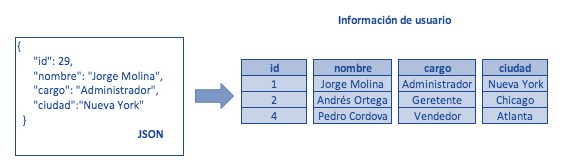 Información de usuario
{
"id": 29,
"nombre": "Jorge Molina",
"cargo": "Administrador",
"ciudad":"Nueva York"
}
JSON
id nombre cargo ciudad
1 Jorge Molina Administrador Nueva York
2 Andrés Ortega Geretente Chicago
4 Pedro Cordova Vendedor Atlanta